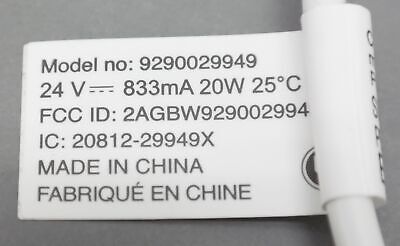 Model no: 9290029949
24 V⎓ 833mA 20W 25°C
FCC ID: 2AGBW929002994
IC: 20812-29949X
MADE IN CHINA
FABRIQUÉ EN CHINE